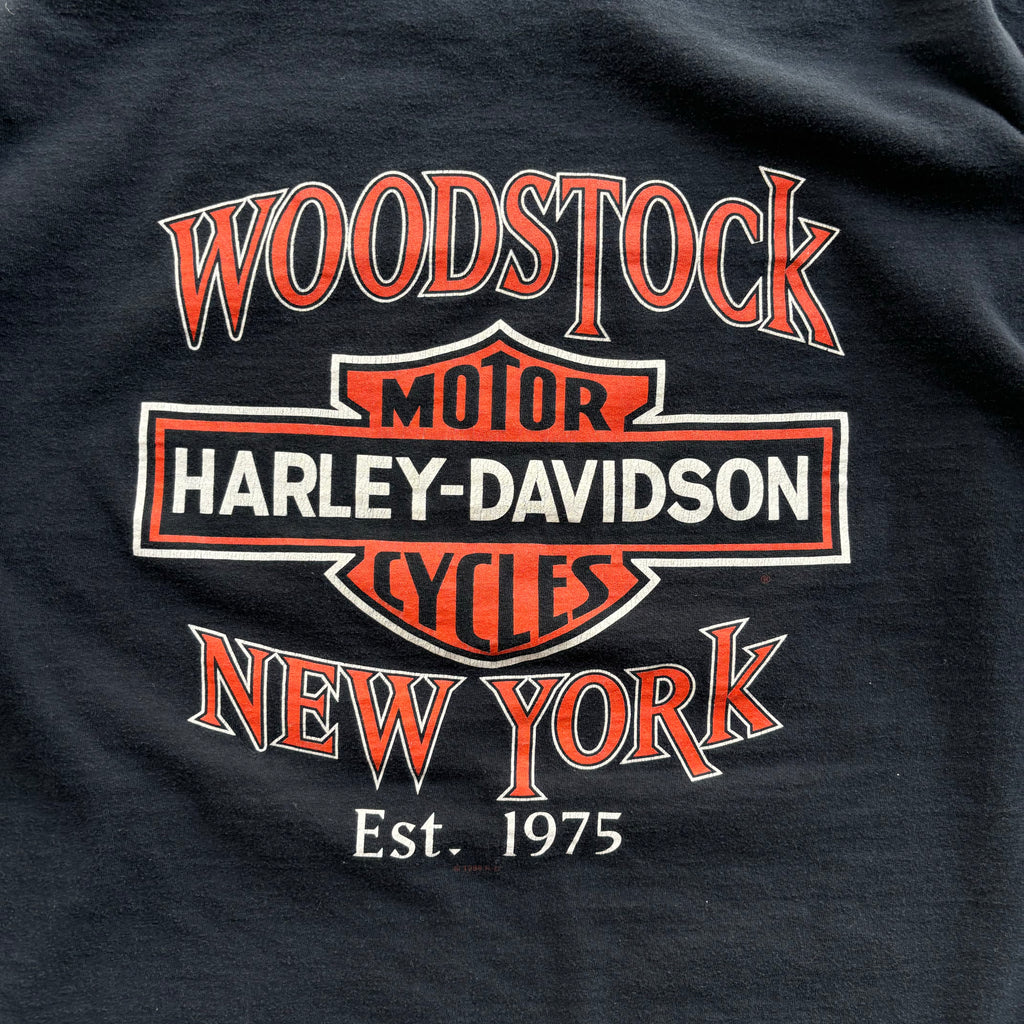 WOODSTOCK
MOTOR
HARLEY-DAVIDSON
®
CYCLES
NEW YORK
Est. 1975